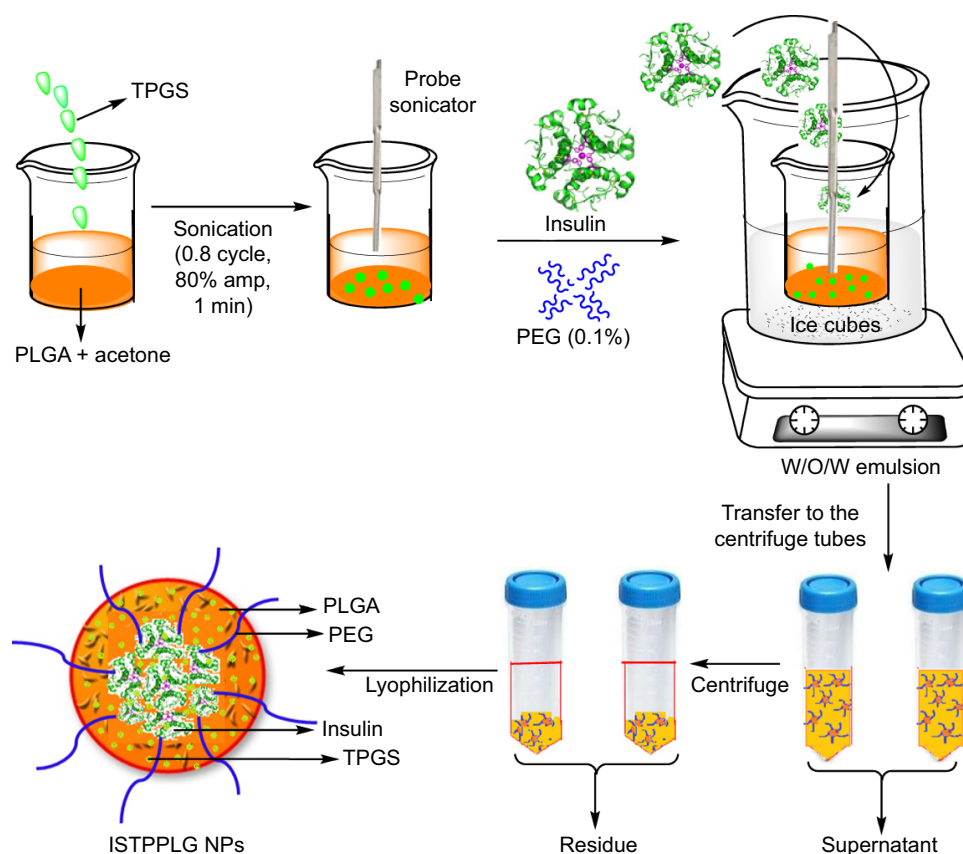 TPGS
Probe
sonicator
Sonication
(0.8 cycle,
80% amp,
1 min)
PLGA + acetone
Insulin
PEG (0.1%)
Ice cubes
W/O/W emulsion
Transfer to the
centrifuge tubes
Centrifuge
Supernatant
Residue
Lyophilization
PLGA
PEG
Insulin
TPGS
ISTPPLG NPs